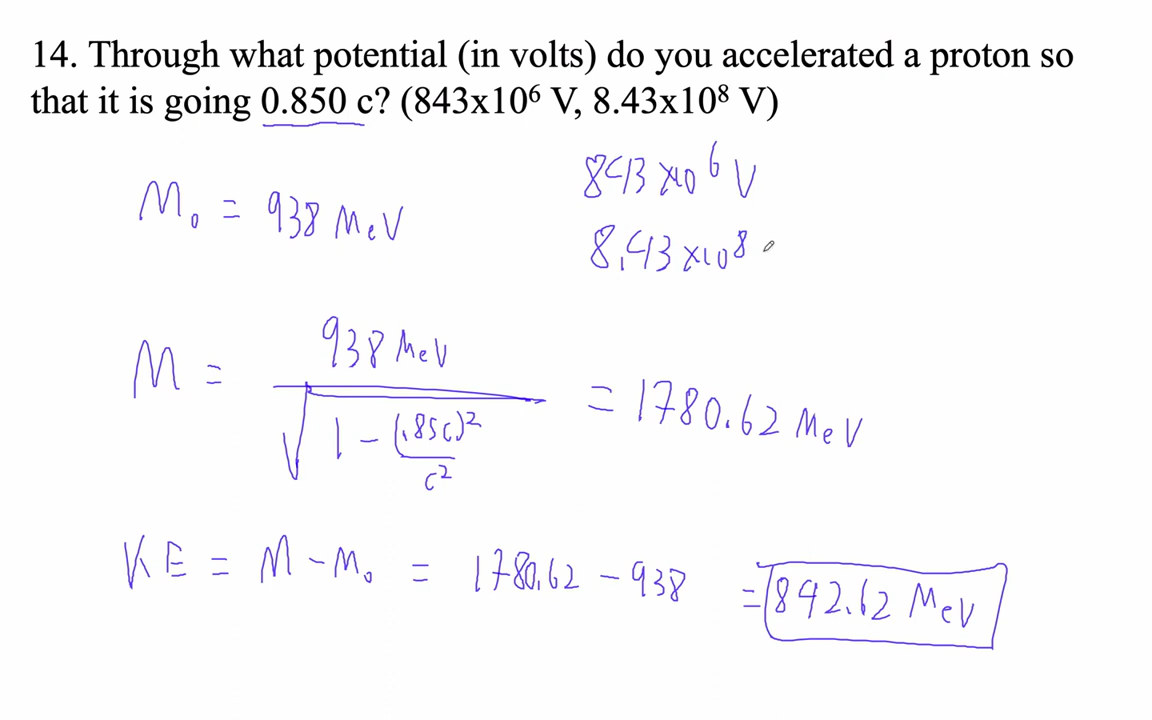 14. Through what potential (in volts) do you accelerated a proton so
that it is going 0.850 c? (843x10⁶ V, 8.43x10⁸ V)
843 x10⁶ V
8.43 x10⁸
M₀ = 938 MeV
M = 938 MeV / √(1 - (.85c)²/c²) = 1780.62 MeV
KE = M - M₀ = 1780.62 - 938 = 842.62 MeV